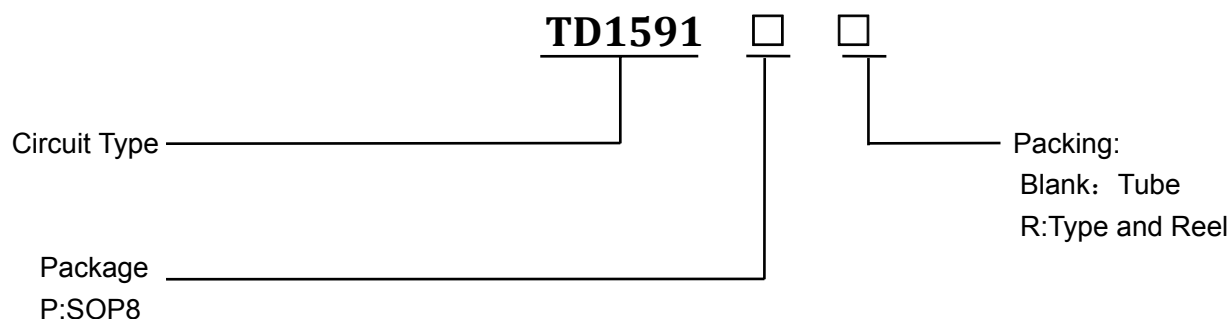 TD1591 □ □
Circuit Type
Packing:
Blank：Tube
R:Type and Reel
Package
P:SOP8